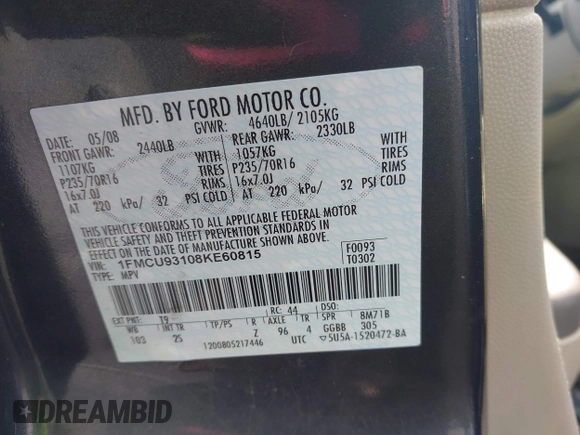 MFD. BY FORD MOTOR CO.
DATE: 05/08 GVWR: 4640LB/ 2105KG
FRONT GAWR: 2440LB REAR GAWR: 2330LB
1107KG WITH 1057KG WITH
P235/70R16 TIRES P235/70R16 TIRES
16x7.0J RIMS 16x7.0J RIMS
AT 220 kPa/ 32 PSI COLD AT 220 kPa/ 32 PSI COLD
THIS VEHICLE CONFORMS TO ALL APPLICABLE FEDERAL MOTOR
VEHICLE SAFETY AND THEFT PREVENTION STANDARDS IN
EFFECT ON THE DATE OF MANUFACTURE SHOWN ABOVE.
VIN: 1FMCU93108KE60815
TYPE: MPV
F0093
T0302
EXT PNT: T9 RC: 44 DSO:
WB INT TR TP/PS R AXLE TR SPR 8M71B
103 25 Z 96 4 GGBB 305
1200805217446 UTC ▽5U5A-1520472-BA
DREAMBID